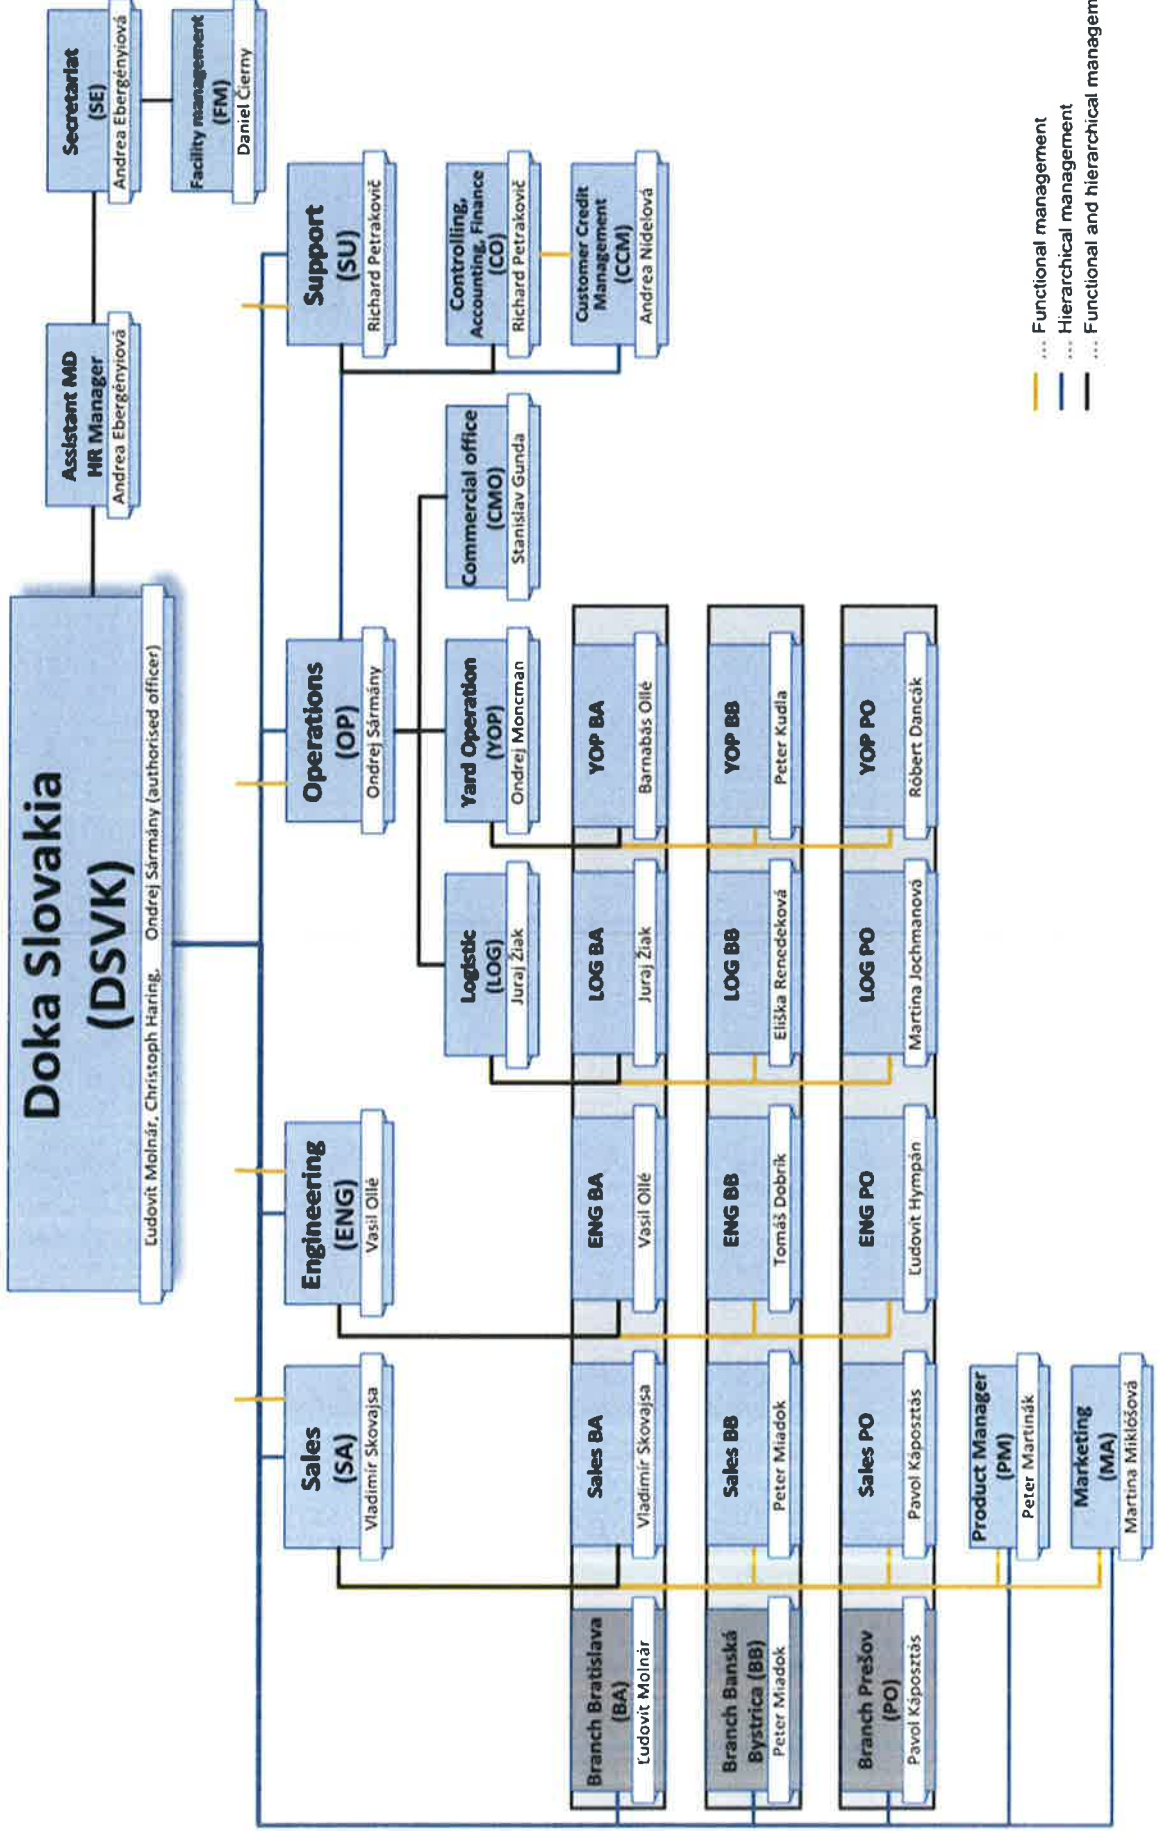 Doka Slovakia
(DSVK)
Ľudovít Molnár, Christoph Haring, Ondrej Sármány (authorised officer)
Assistant MD
HR Manager
Andrea Ebergényiová
Secretariat
(SE)
Andrea Ebergényiová
Facility management
(FM)
Daniel Čierny
Sales
(SA)
Vladimír Skovajsa
Engineering
(ENG)
Vasil Ollé
Operations
(OP)
Ondrej Sármány
Support
(SU)
Richard Petrakovič
Logistic
(LOG)
Juraj Žiak
Yard Operation
(YOP)
Ondrej Moncman
Commercial office
(CMO)
Stanislav Gunda
Controlling,
Accounting, Finance
(CO)
Richard Petrakovič
Customer Credit
Management
(CCM)
Andrea Nídelová
Branch Bratislava
(BA)
Ľudovít Molnár
Sales BA
Vladimír Skovajsa
ENG BA
Vasil Ollé
LOG BA
Juraj Žiak
YOP BA
Barnabás Ollé
Branch Banská
Bystrica (BB)
Peter Miadok
Sales BB
Peter Miadok
ENG BB
Tomáš Dobrík
LOG BB
Eliška Renedeková
YOP BB
Peter Kudla
Branch Prešov
(PO)
Pavol Káposztás
Sales PO
Pavol Káposztás
ENG PO
Ľudovít Hympán
LOG PO
Martina Jochmanová
YOP PO
Róbert Dancák
Product Manager
(PM)
Peter Martinák
Marketing
(MA)
Martina Miklóšová
... Functional management
... Hierarchical management
... Functional and hierarchical managem